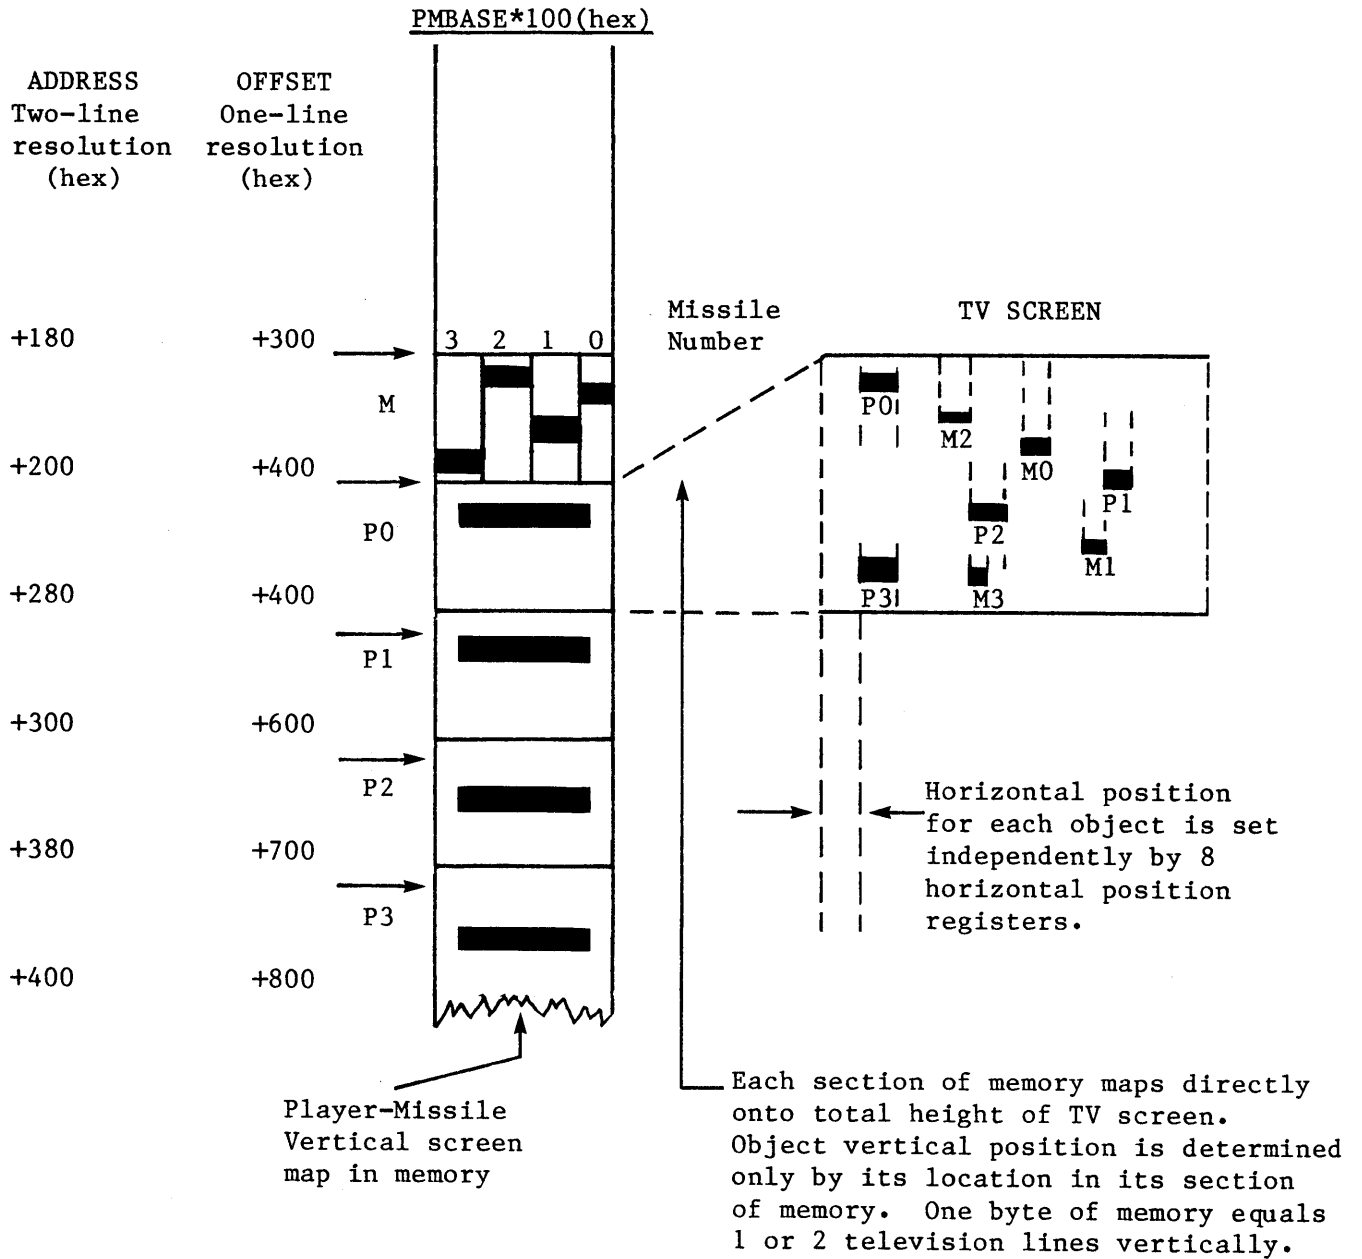 PMBASE*100(hex)
ADDRESS OFFSET
Two-line One-line
resolution resolution
(hex) (hex)
Missile TV SCREEN
Number
+180 +300 3 2 1 0
M
+200 +400
P0
+280 +400
P1
+300 +600
P2
+380 +700
P3
+400 +800
P0
M2
M0
P1
P2
M1
P3 M3
Horizontal position
for each object is set
independently by 8
horizontal position
registers.
Player-Missile
Vertical screen
map in memory
Each section of memory maps directly
onto total height of TV screen.
Object vertical position is determined
only by its location in its section
of memory. One byte of memory equals
1 or 2 television lines vertically.